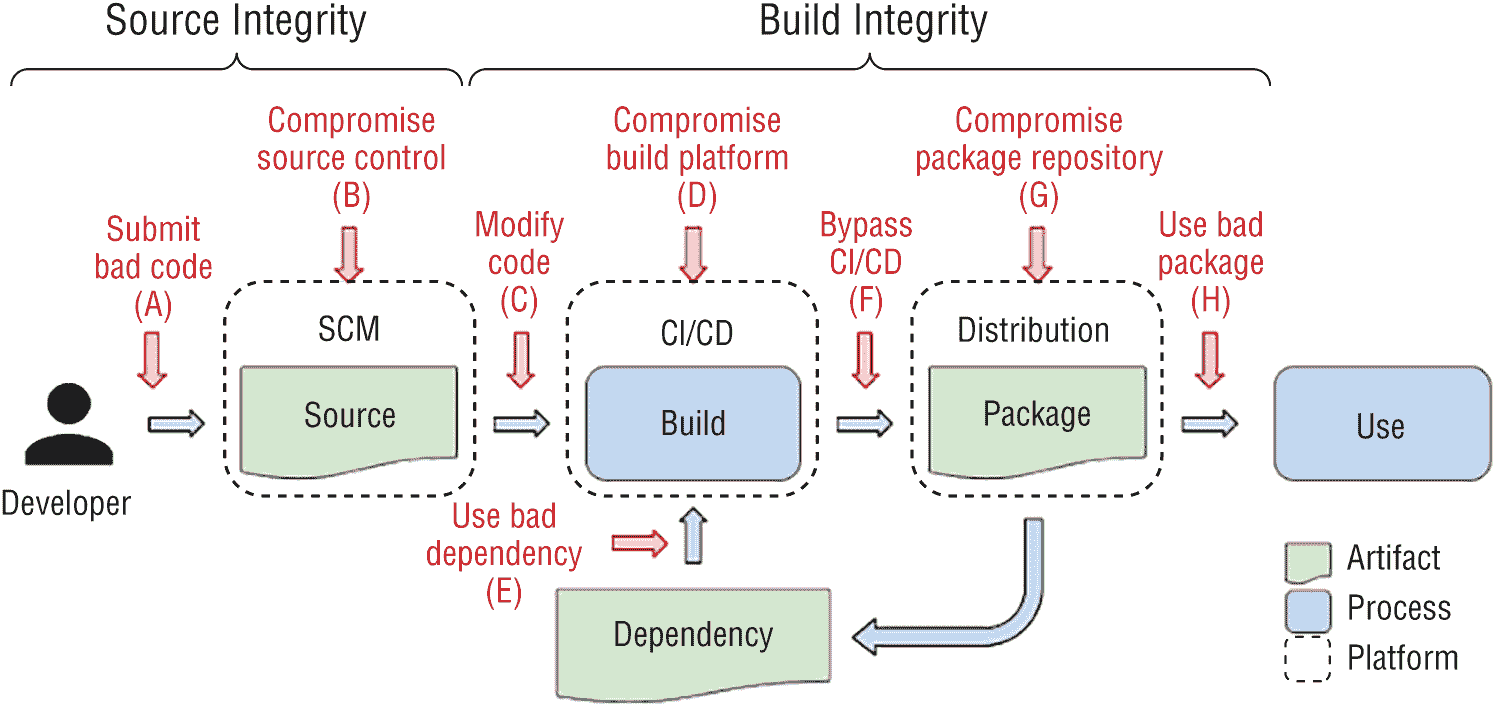 Source Integrity
Build Integrity
Compromise
source control
(B)
Compromise
build platform
(D)
Compromise
package repository
(G)
Submit
bad code
(A)
Modify
code
(C)
Bypass
CI/CD
(F)
Use bad
package
(H)
SCM
CI/CD
Distribution
Source
Build
Package
Use
Developer
Use bad
dependency
(E)
Dependency
Artifact
Process
Platform